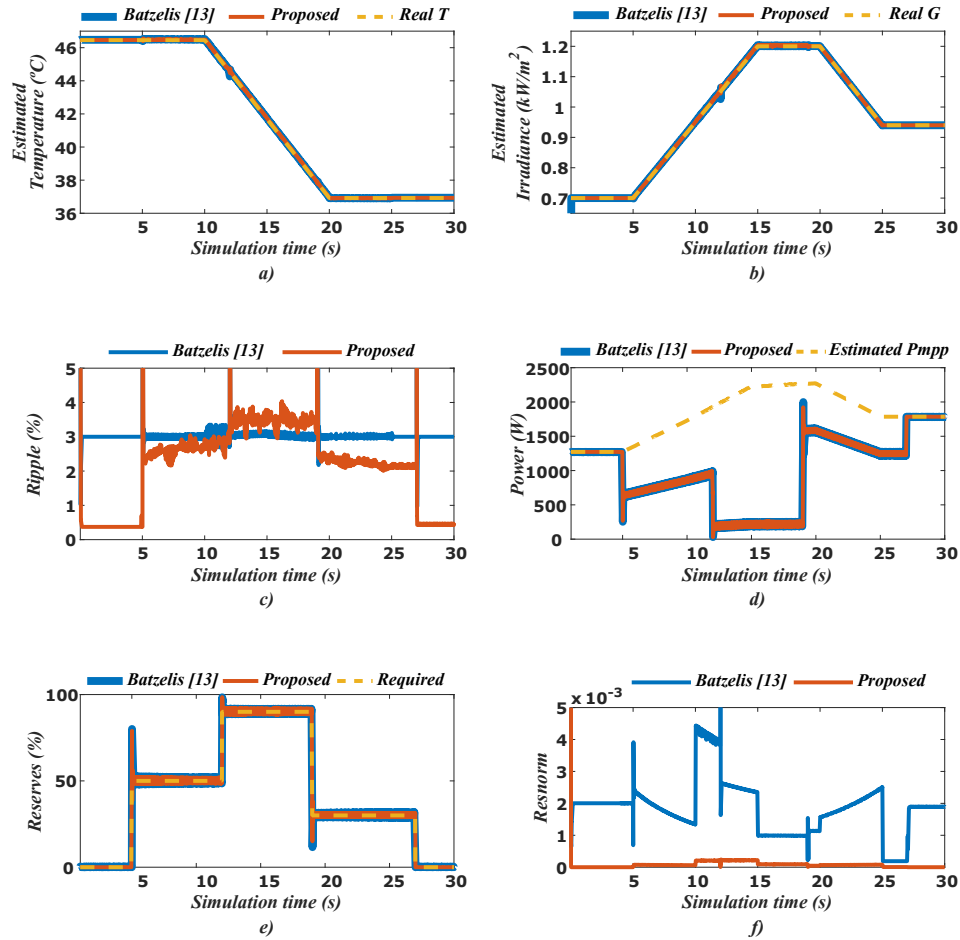 Batzelis [13] Proposed Real T
46.4
44
42
40
38
36
5 10 15 20 25 30
Estimated
Temperature (ºC)
Simulation time (s)
a)
Batzelis [13] Proposed Real G
1.2
1
0.9
0.7
5 10 15 20 25 30
Estimated
Irradiance (kW/m²)
Simulation time (s)
b)
Batzelis [13] Proposed
5
4
3
2
1
0
5 10 15 20 25 30
Ripple (%)
Simulation time (s)
c)
Batzelis [13] Proposed Estimated Pmpp
2500
2000
1500
1000
500
0
5 10 15 20 25 30
Power (W)
Simulation time (s)
d)
Batzelis [13] Proposed Required
100
50
0
5 10 15 20 25 30
Reserves (%)
Simulation time (s)
e)
Batzelis [13] Proposed
x 10⁻³
5
4
3
2
1
0
5 10 15 20 25 30
Resnorm
Simulation time (s)
f)